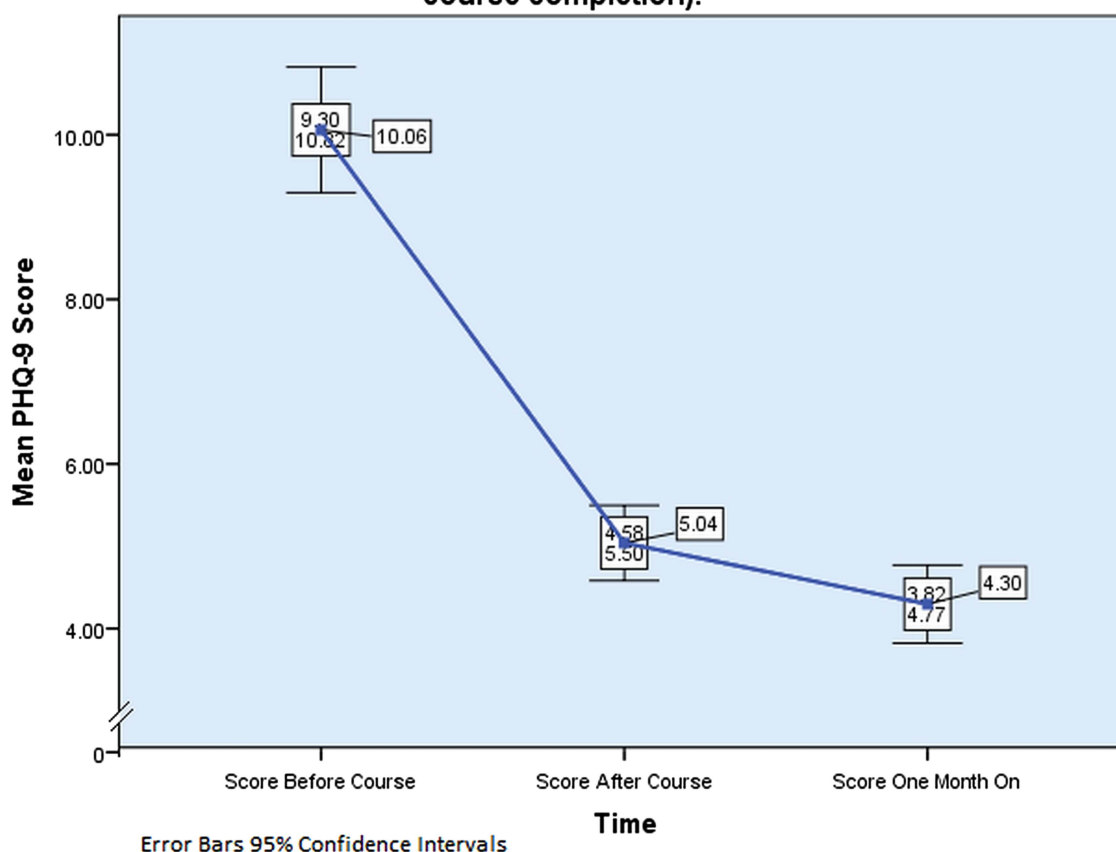 course completion).
9.30
10.82
10.06
10.00
8.00
Mean PHQ-9 Score
6.00
4.58
5.50
5.04
3.82
4.77
4.30
4.00
0
Score Before Course
Score After Course
Score One Month On
Time
Error Bars 95% Confidence Intervals